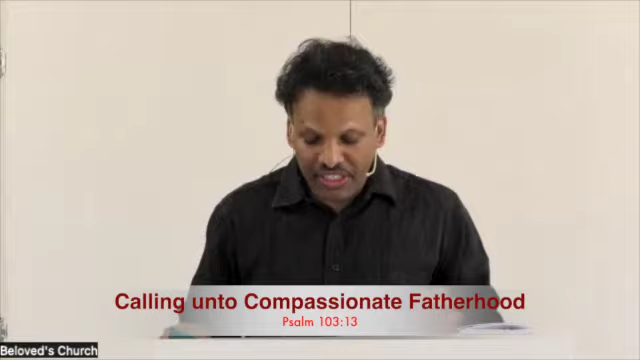 Calling unto Compassionate Fatherhood
Psalm 103:13
Beloved's Church